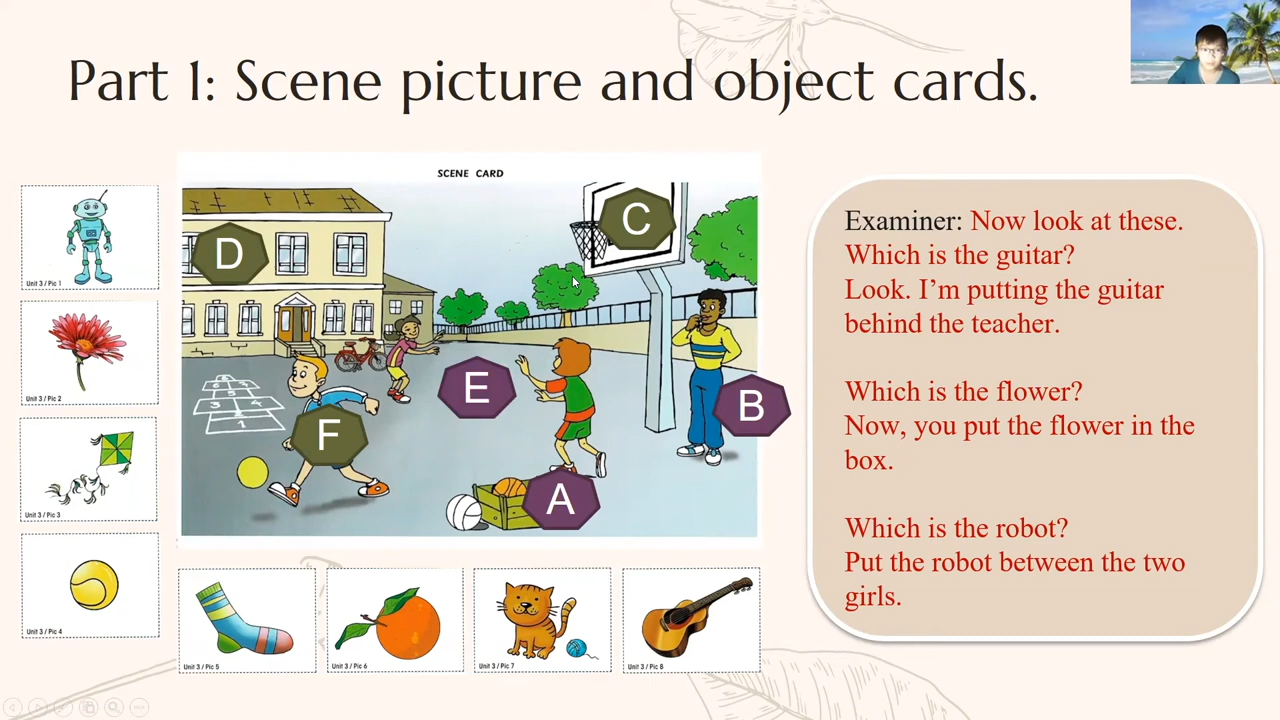 Part 1: Scene picture and object cards.
SCENE CARD
Unit 3 / Pic 1
Unit 3 / Pic 2
Unit 3 / Pic 3
Unit 3 / Pic 4
D
C
E
B
F
A
1
3
4
5
Unit 3 / Pic 5
Unit 3 / Pic 6
Unit 3 / Pic 7
Unit 3 / Pic 8
Examiner: Now look at these.
Which is the guitar?
Look. I’m putting the guitar
behind the teacher.
Which is the flower?
Now, you put the flower in the
box.
Which is the robot?
Put the robot between the two
girls.